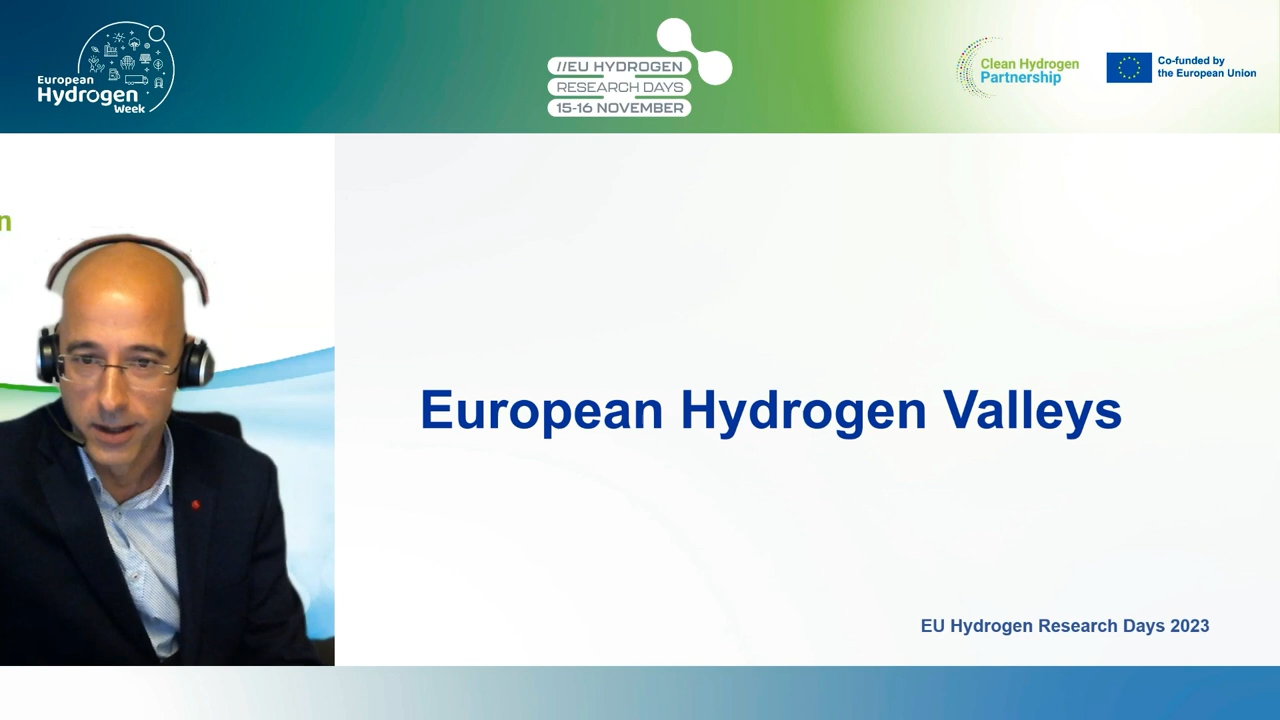 European
Hydrogen
Week
//EU HYDROGEN
RESEARCH DAYS
15-16 NOVEMBER
Clean Hydrogen
Partnership
Co-funded by
the European Union
n
European Hydrogen Valleys
EU Hydrogen Research Days 2023